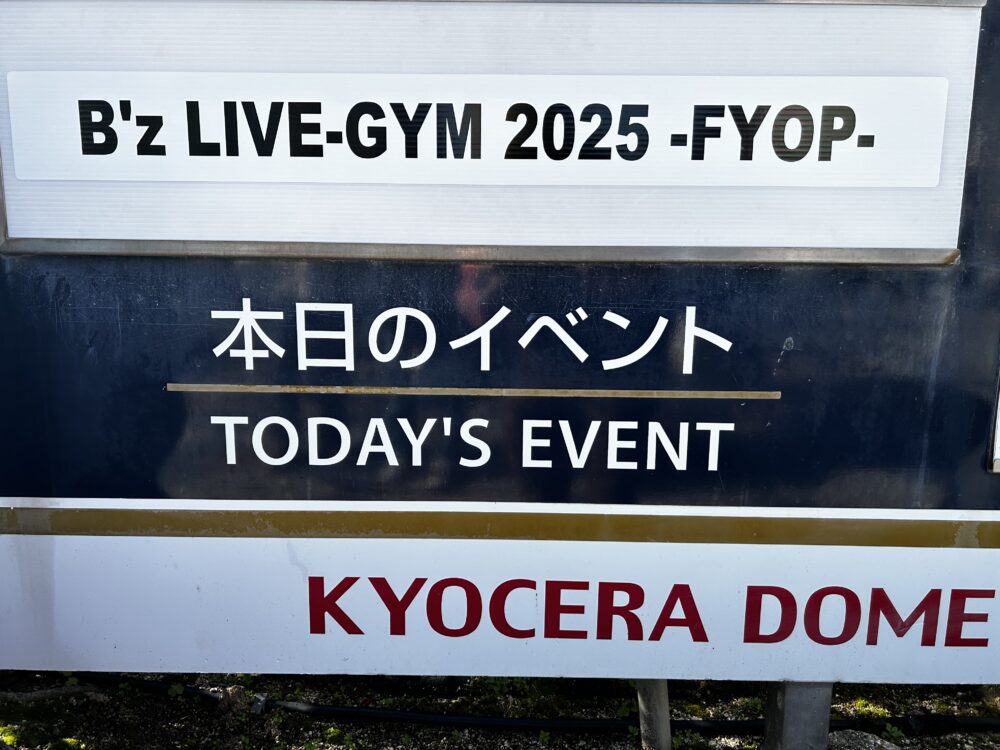 B'z LIVE-GYM 2025 -FYOP-
本日のイベント
TODAY'S EVENT
KYOCERA DOME